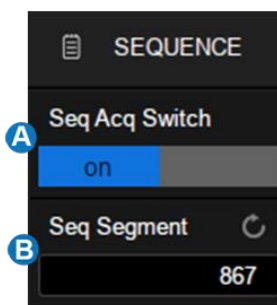 SEQUENCE
A
Seq Acq Switch
on
B
Seq Segment
867